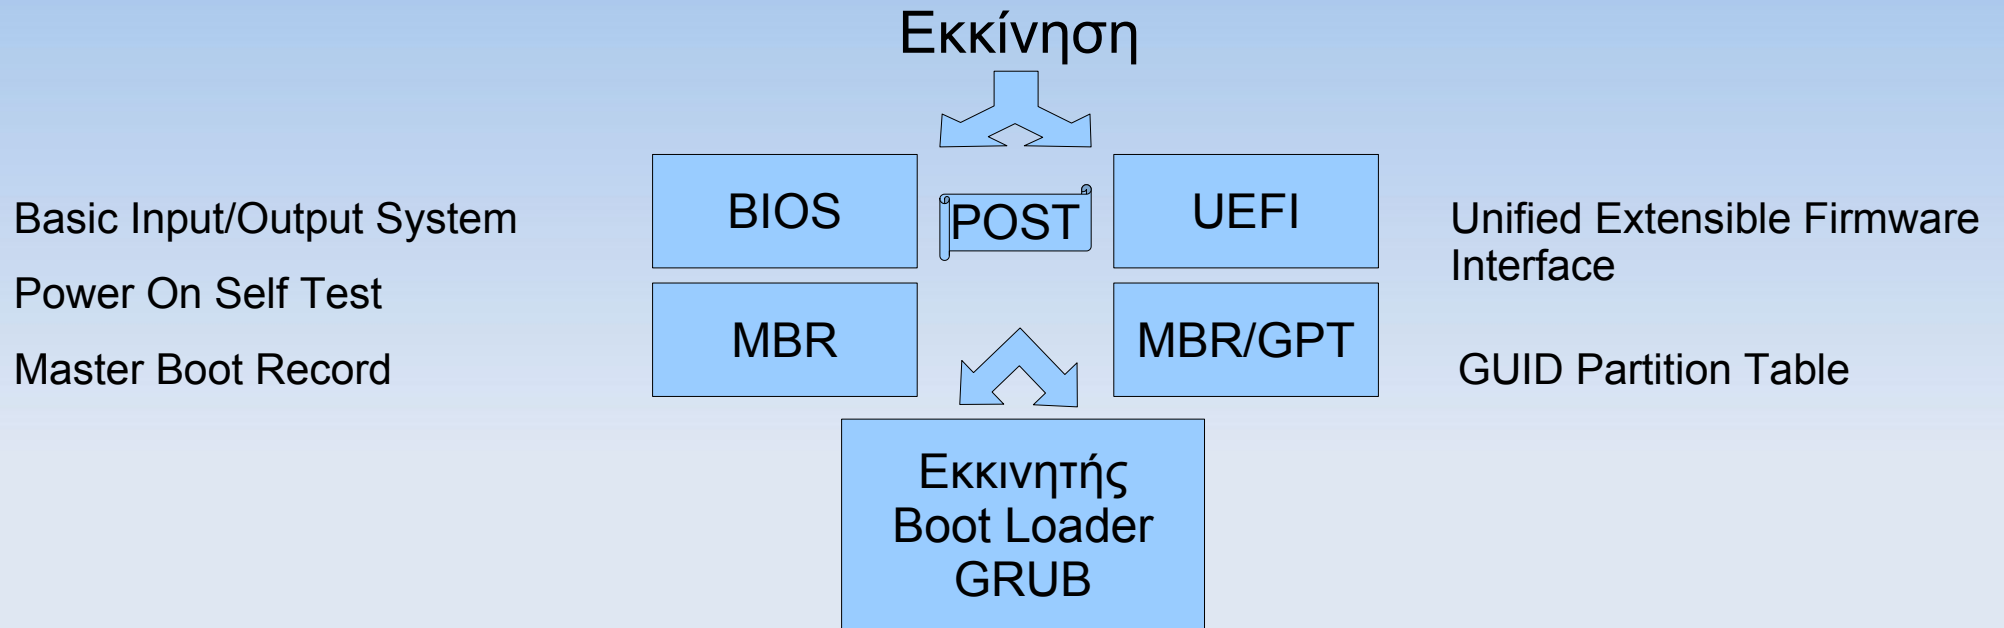 Εκκίνηση
BIOS
POST
UEFI
Basic Input/Output System
Unified Extensible Firmware
Interface
Power On Self Test
MBR
MBR/GPT
Master Boot Record
GUID Partition Table
Εκκινητής
Boot Loader
GRUB